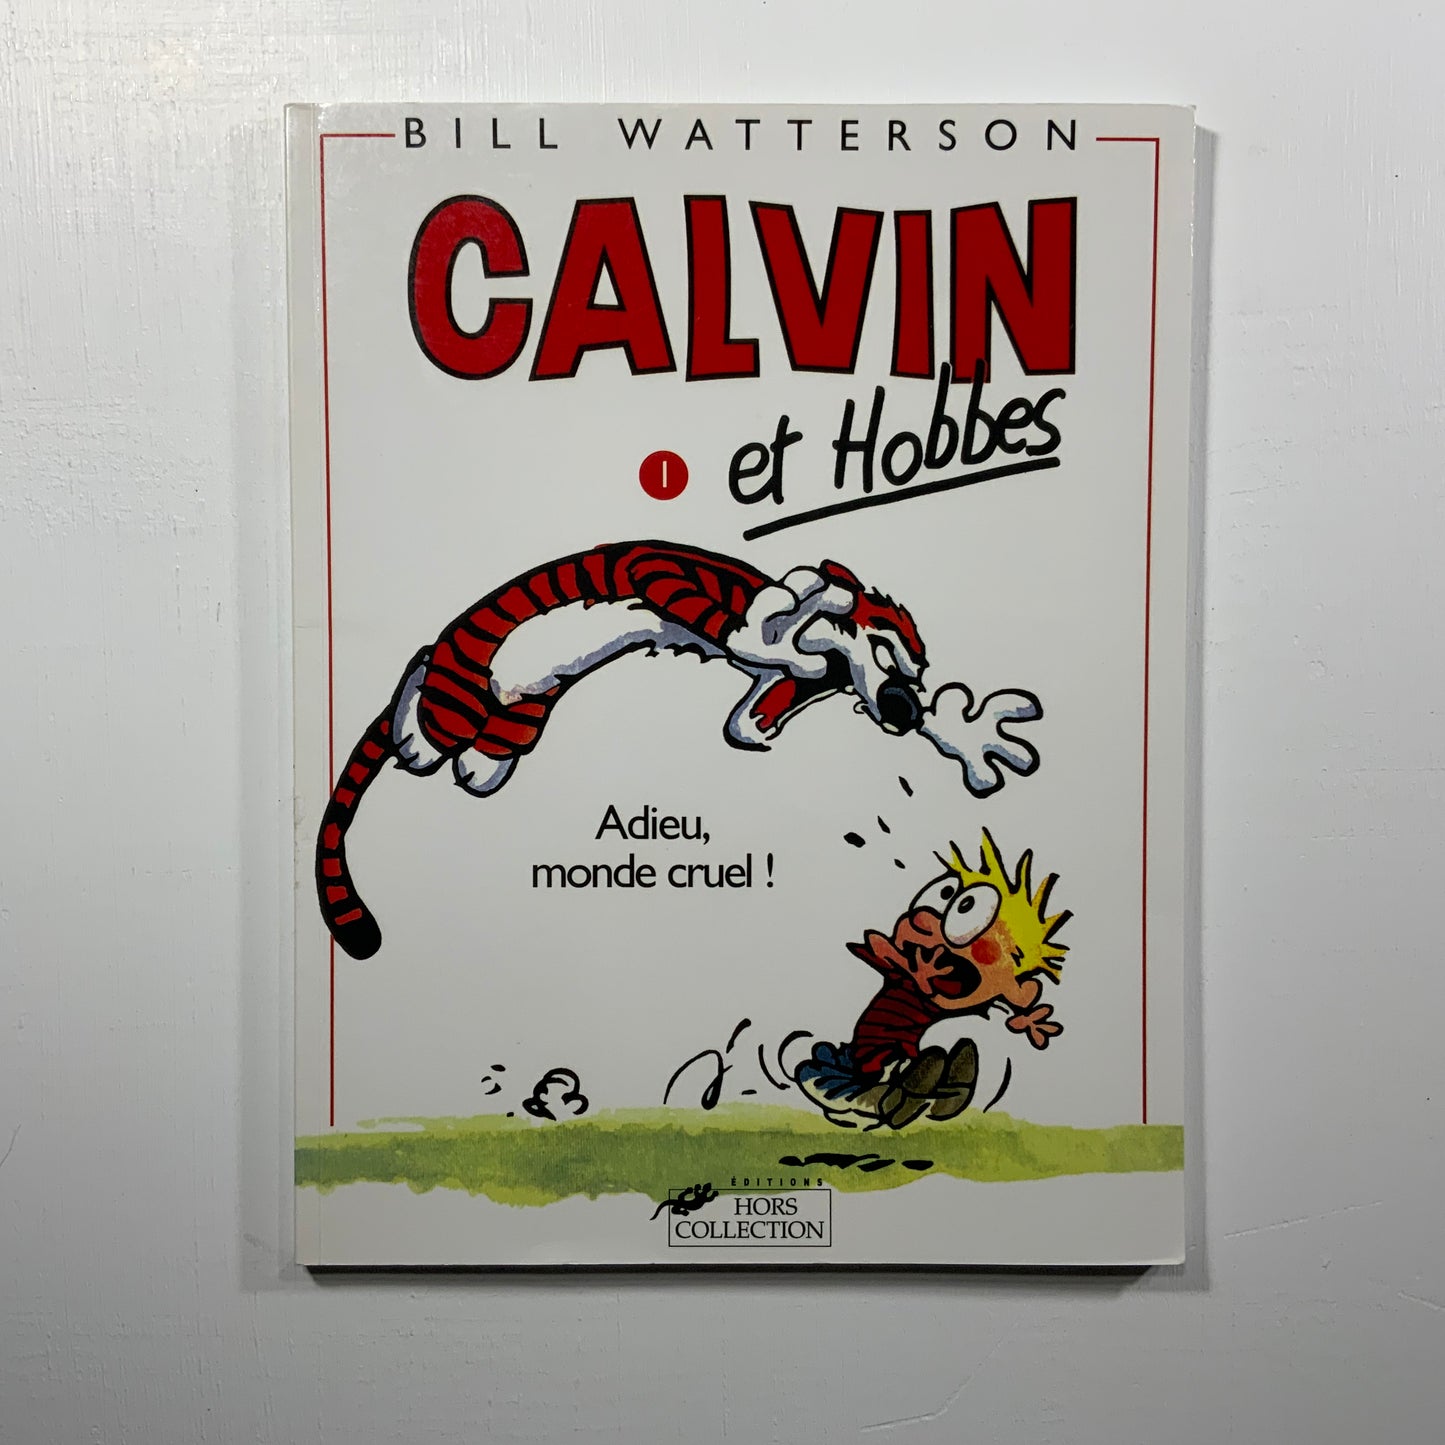 BILL WATTERSON
CALVIN
1 et Hobbes
Adieu,
monde cruel !
ÉDITIONS
HORS
COLLECTION